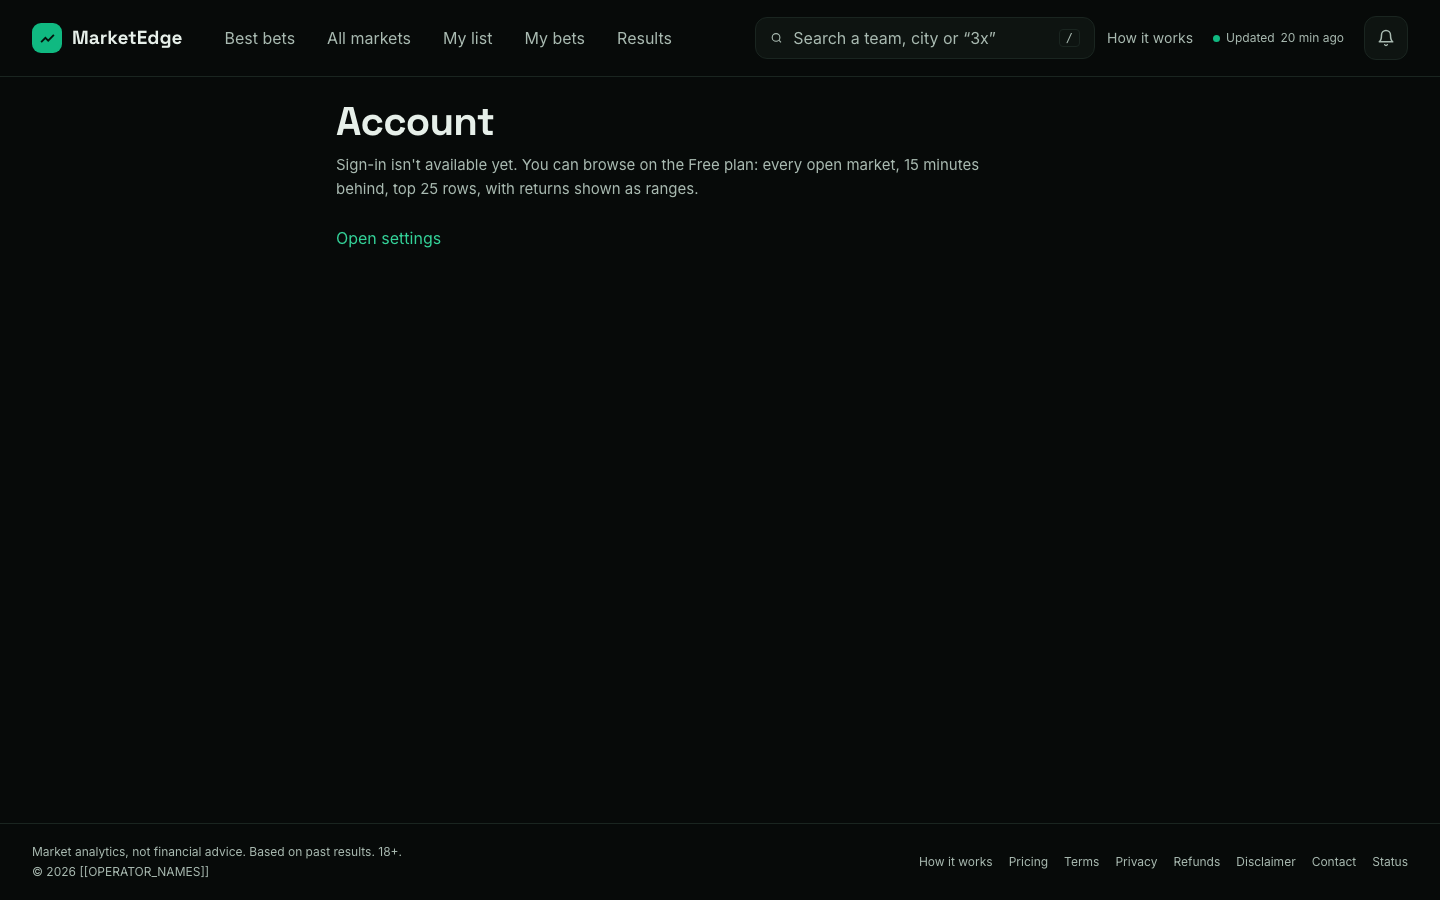 MarketEdge
Best bets
All markets
My list
My bets
Results
Search a team, city or “3x”
/
How it works
Updated 20 min ago
Account
Sign-in isn't available yet. You can browse on the Free plan: every open market, 15 minutes
behind, top 25 rows, with returns shown as ranges.
Open settings
Market analytics, not financial advice. Based on past results. 18+.
© 2026 [[OPERATOR_NAMES]]
How it works
Pricing
Terms
Privacy
Refunds
Disclaimer
Contact
Status